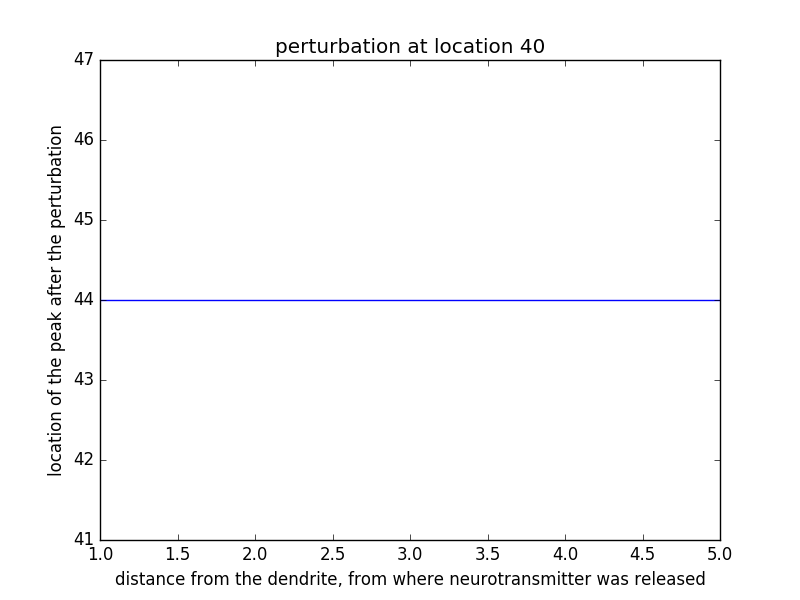 perturbation at location 40
47
46
45
44
43
42
41
location of the peak after the perturbation
1.0 1.5 2.0 2.5 3.0 3.5 4.0 4.5 5.0
distance from the dendrite, from where neurotransmitter was released